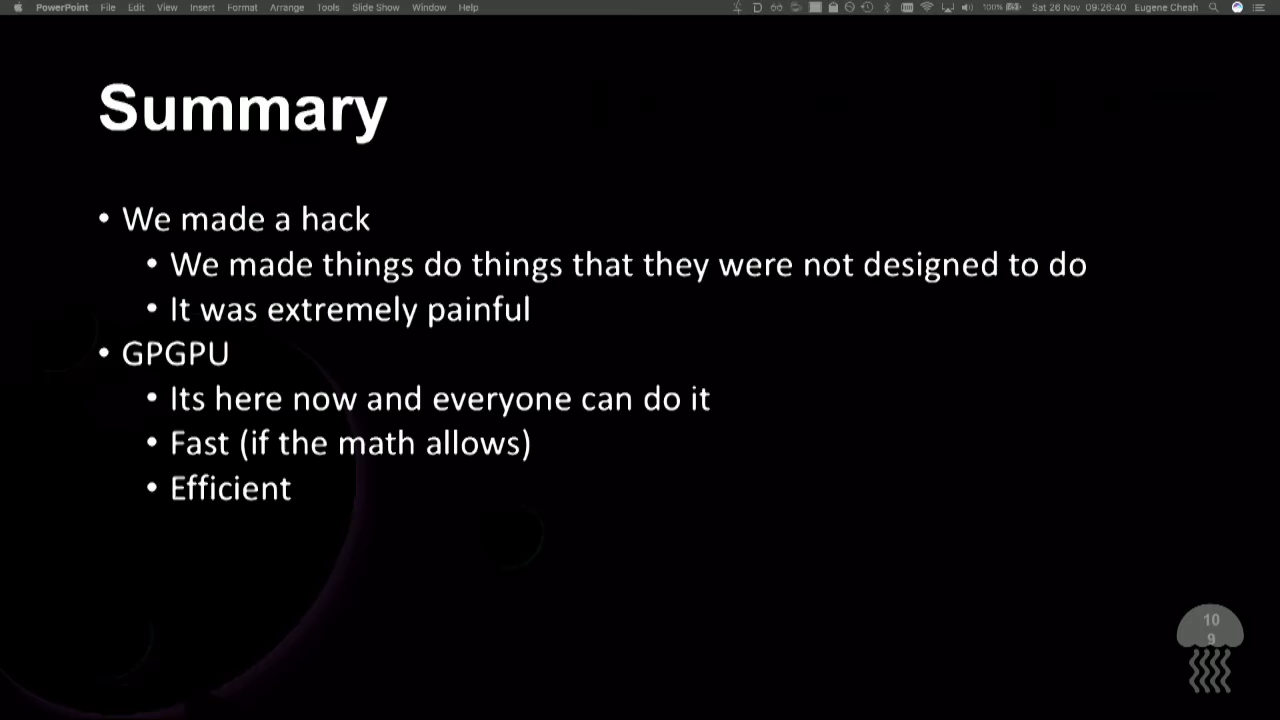 PowerPoint File Edit View Insert Format Arrange Tools Slide Show Window Help 100% Sat 26 Nov 09:26:40 Eugene Cheah
Summary
• We made a hack
• We made things do things that they were not designed to do
• It was extremely painful
• GPGPU
• Its here now and everyone can do it
• Fast (if the math allows)
• Efficient
10
9